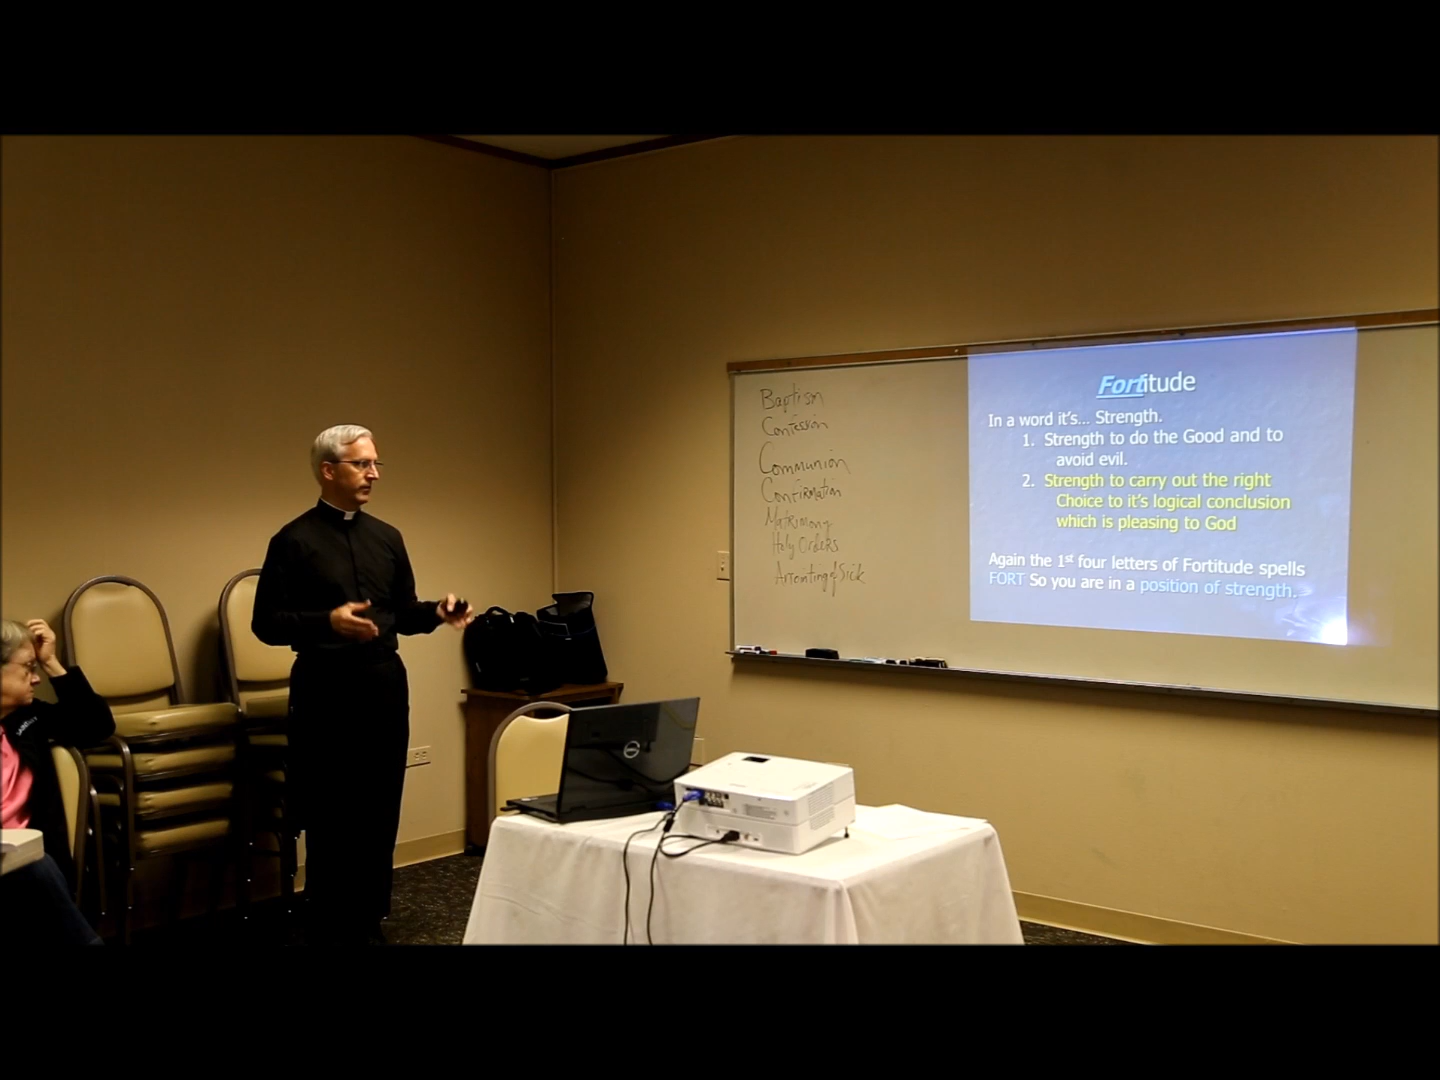 Baptism
Confession
Communion
Confirmation
Matrimony
Holy Orders
Annointing of Sick
Fortitude
In a word it's... Strength.
1. Strength to do the Good and to
avoid evil.
2. Strength to carry out the right
Choice to it's logical conclusion
which is pleasing to God
Again the 1st four letters of Fortitude spells
FORT So you are in a position of strength.
DELL